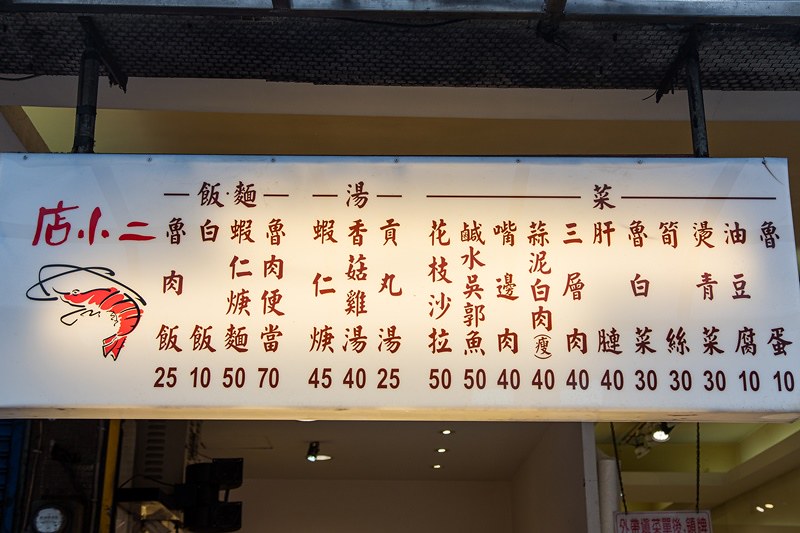 店小二
飯·麵
魯肉飯 25
白飯 10
蝦仁焿麵 50
魯肉便當 70
湯
蝦仁焿 45
香菇雞湯 40
貢丸湯 25
菜
花枝沙拉 50
鹹水吳郭魚 50
嘴邊肉 40
蒜泥白肉(瘦) 40
三層肉 40
肝腱 40
魯白菜 30
筍絲 30
燙青菜 30
油豆腐 10
魯蛋 10